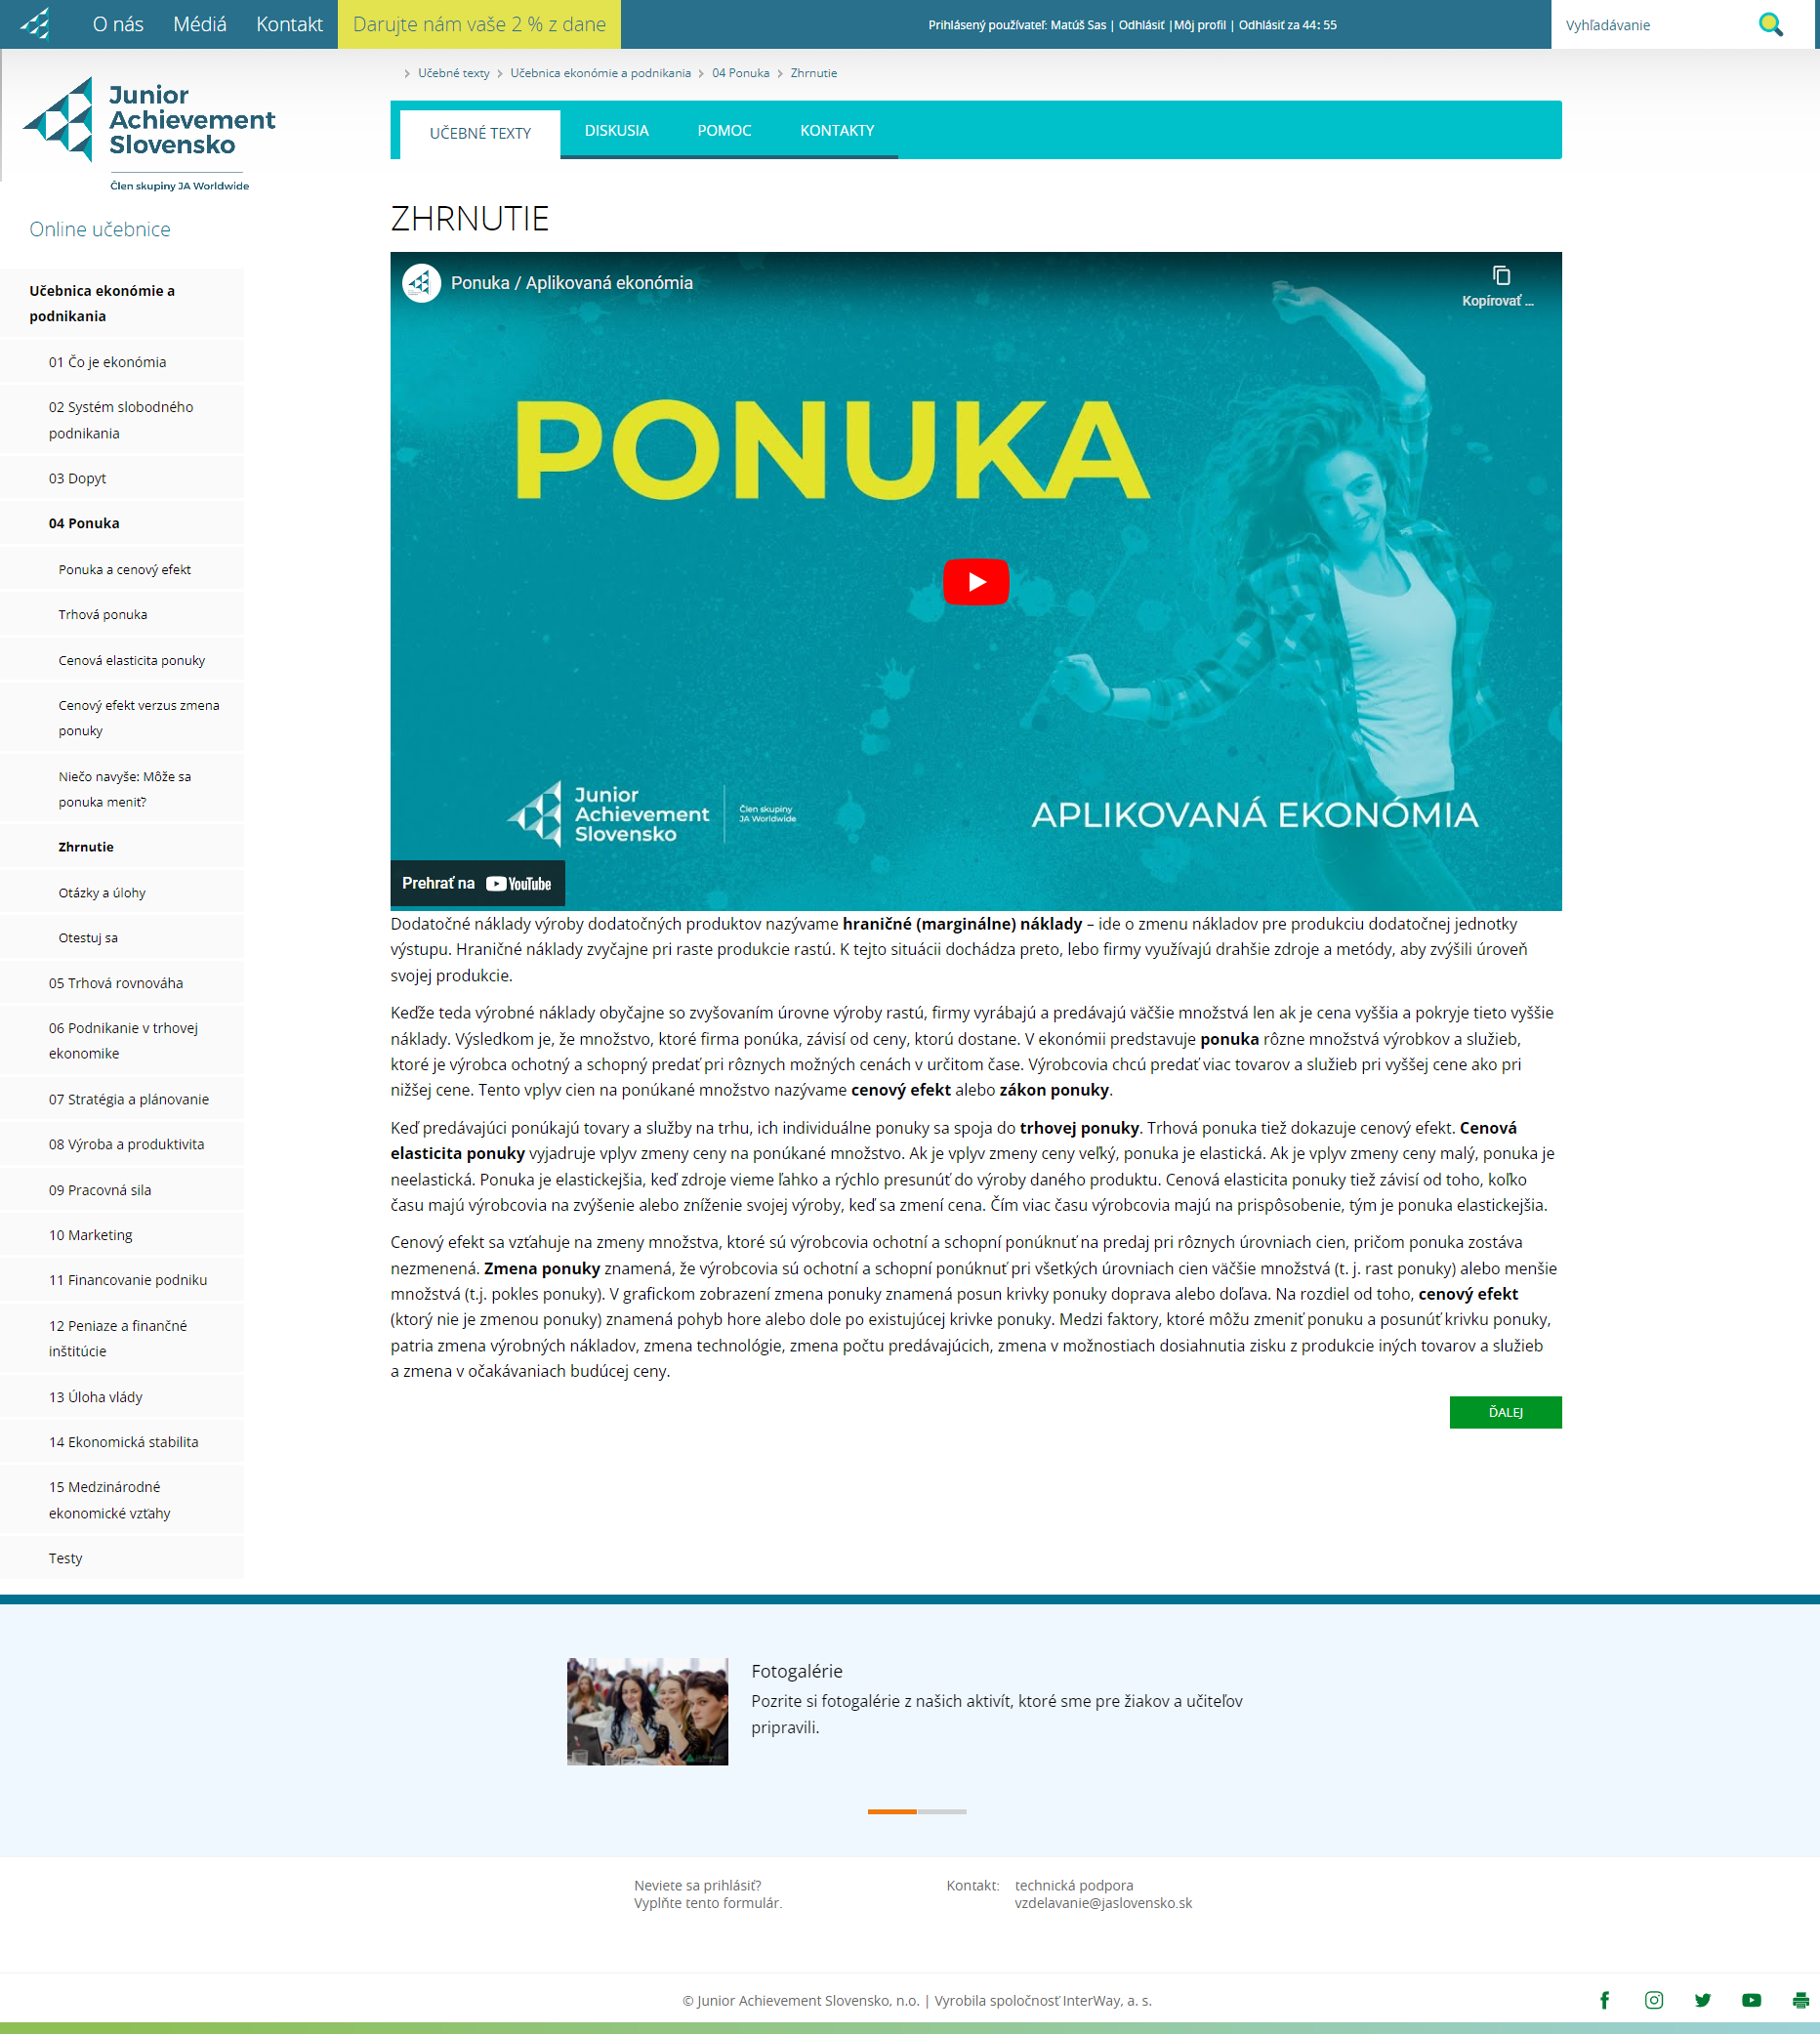 O nás Médiá Kontakt Darujte nám vaše 2 % z dane Prihlásený používateľ: Matúš Sas | Odhlásiť |Môj profil | Odhlásiť za 44: 55 Vyhľadávanie
Junior
Achievement
Slovensko
Člen skupiny JA Worldwide
Online učebnice
Učebnica ekonómie a
podnikania
01 Čo je ekonómia
02 Systém slobodného
podnikania
03 Dopyt
04 Ponuka
Ponuka a cenový efekt
Trhová ponuka
Cenová elasticita ponuky
Cenový efekt verzus zmena
ponuky
Niečo navyše: Môže sa
ponuka meniť?
Zhrnutie
Otázky a úlohy
Otestuj sa
05 Trhová rovnováha
06 Podnikanie v trhovej
ekonomike
07 Stratégia a plánovanie
08 Výroba a produktivita
09 Pracovná sila
10 Marketing
11 Financovanie podniku
12 Peniaze a finančné
inštitúcie
13 Úloha vlády
14 Ekonomická stabilita
15 Medzinárodné
ekonomické vzťahy
Testy
Učebné texty Učebnica ekonómie a podnikania 04 Ponuka Zhrnutie
UČEBNÉ TEXTY DISKUSIA POMOC KONTAKTY
ZHRNUTIE
Ponuka / Aplikovaná ekonómia
Kopírovať ...
PONUKA
Junior
Achievement
Slovensko
Člen skupiny
JA Worldwide
APLIKOVANÁ EKONÓMIA
Prehrať na YouTube
Dodatočné náklady výroby dodatočných produktov nazývame hraničné (marginálne) náklady – ide o zmenu nákladov pre produkciu dodatočnej jednotky
výstupu. Hraničné náklady zvyčajne pri raste produkcie rastú. K tejto situácii dochádza preto, lebo firmy využívajú drahšie zdroje a metódy, aby zvýšili úroveň
svojej produkcie.
Keďže teda výrobné náklady obyčajne so zvyšovaním úrovne výroby rastú, firmy vyrábajú a predávajú väčšie množstvá len ak je cena vyššia a pokryje tieto vyššie
náklady. Výsledkom je, že množstvo, ktoré firma ponúka, závisí od ceny, ktorú dostane. V ekonómii predstavuje ponuka rôzne množstvá výrobkov a služieb,
ktoré je výrobca ochotný a schopný predať pri rôznych možných cenách v určitom čase. Výrobcovia chcú predať viac tovarov a služieb pri vyššej cene ako pri
nižšej cene. Tento vplyv cien na ponúkané množstvo nazývame cenový efekt alebo zákon ponuky.
Keď predávajúci ponúkajú tovary a služby na trhu, ich individuálne ponuky sa spoja do trhovej ponuky. Trhová ponuka tiež dokazuje cenový efekt. Cenová
elasticita ponuky vyjadruje vplyv zmeny ceny na ponúkané množstvo. Ak je vplyv zmeny ceny veľký, ponuka je elastická. Ak je vplyv zmeny ceny malý, ponuka je
neelastická. Ponuka je elastickejšia, keď zdroje vieme ľahko a rýchlo presunúť do výroby daného produktu. Cenová elasticita ponuky tiež závisí od toho, koľko
času majú výrobcovia na zvýšenie alebo zníženie svojej výroby, keď sa zmení cena. Čím viac času výrobcovia majú na prispôsobenie, tým je ponuka elastickejšia.
Cenový efekt sa vzťahuje na zmeny množstva, ktoré sú výrobcovia ochotní a schopní ponúknuť na predaj pri rôznych úrovniach cien, pričom ponuka zostáva
nezmenená. Zmena ponuky znamená, že výrobcovia sú ochotní a schopní ponúknuť pri všetkých úrovniach cien väčšie množstvá (t. j. rast ponuky) alebo menšie
množstvá (t.j. pokles ponuky). V grafickom zobrazení zmena ponuky znamená posun krivky ponuky doprava alebo doľava. Na rozdiel od toho, cenový efekt
(ktorý nie je zmenou ponuky) znamená pohyb hore alebo dole po existujúcej krivke ponuky. Medzi faktory, ktoré môžu zmeniť ponuku a posunúť krivku ponuky,
patria zmena výrobných nákladov, zmena technológie, zmena počtu predávajúcich, zmena v možnostiach dosiahnutia zisku z produkcie iných tovarov a služieb
a zmena v očakávaniach budúcej ceny.
ĎALEJ
Fotogalérie
Pozrite si fotogalérie z našich aktivít, ktoré sme pre žiakov a učiteľov
pripravili.
Neviete sa prihlásiť?
Vyplňte tento formulár.
Kontakt: technická podpora
vzdelavanie@jaslovensko.sk
© Junior Achievement Slovensko, n.o. | Vyrobila spoločnosť InterWay, a. s.